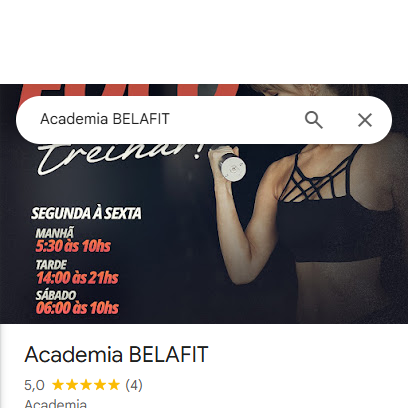 Academia BELAFIT
treinar!
SEGUNDA À SEXTA
MANHÃ
5:30 às 10hs
TARDE
14:00 às 21hs
SÁBADO
06:00 às 10hs
Academia BELAFIT
5,0 ★★★★★ (4)
Academia